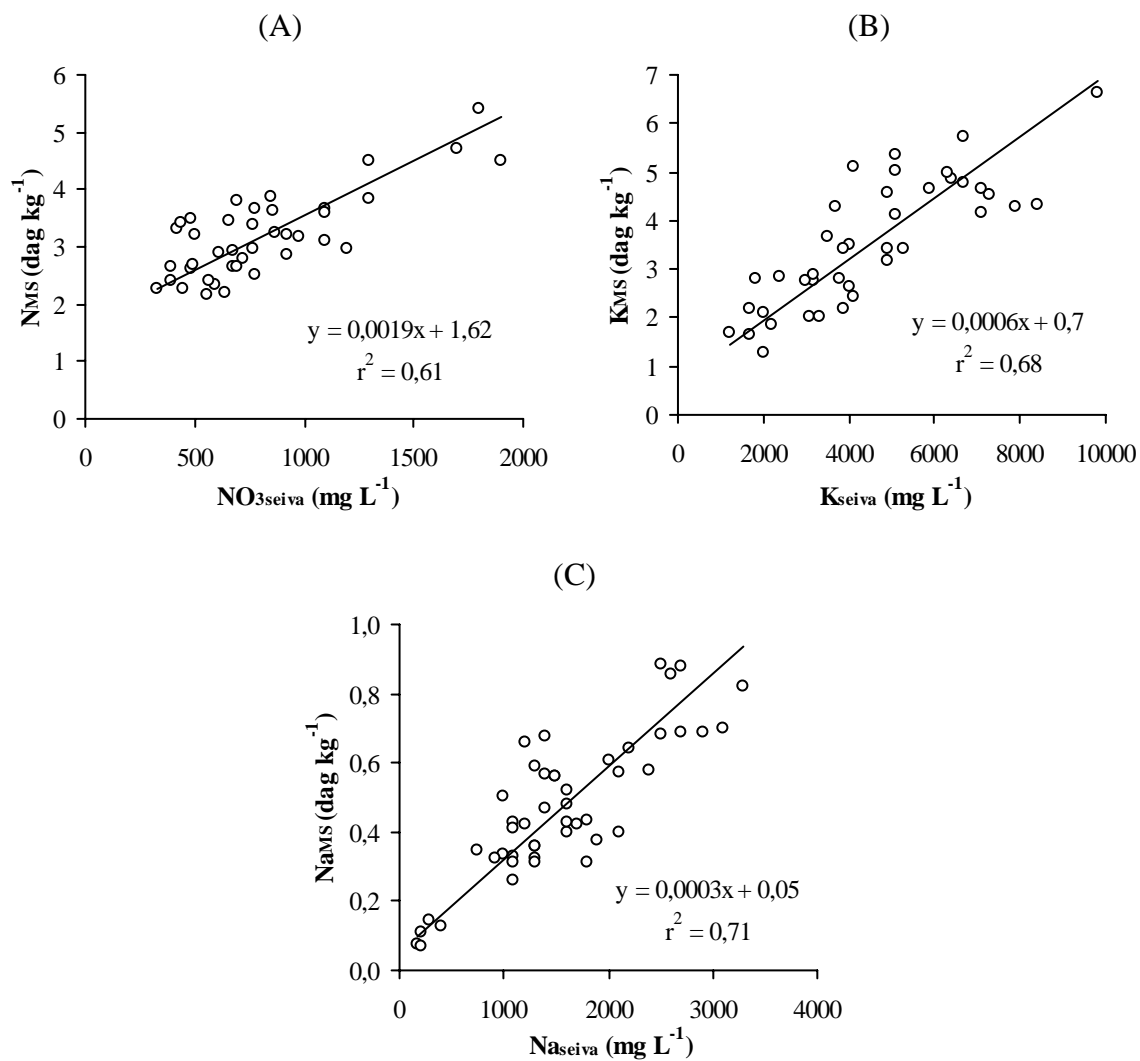 (A)
6
5
4
3
2
1
0
NMS (dag kg-1)
y = 0,0019x + 1,62
r2 = 0,61
0 500 1000 1500 2000
NO3seiva (mg L-1)
(B)
7
6
5
4
3
2
1
0
KMS (dag kg-1)
y = 0,0006x + 0,7
r2 = 0,68
0 2000 4000 6000 8000 10000
Kseiva (mg L-1)
(C)
1,0
0,8
0,6
0,4
0,2
0,0
NaMS (dag kg-1)
y = 0,0003x + 0,05
r2 = 0,71
0 1000 2000 3000 4000
Naseiva (mg L-1)